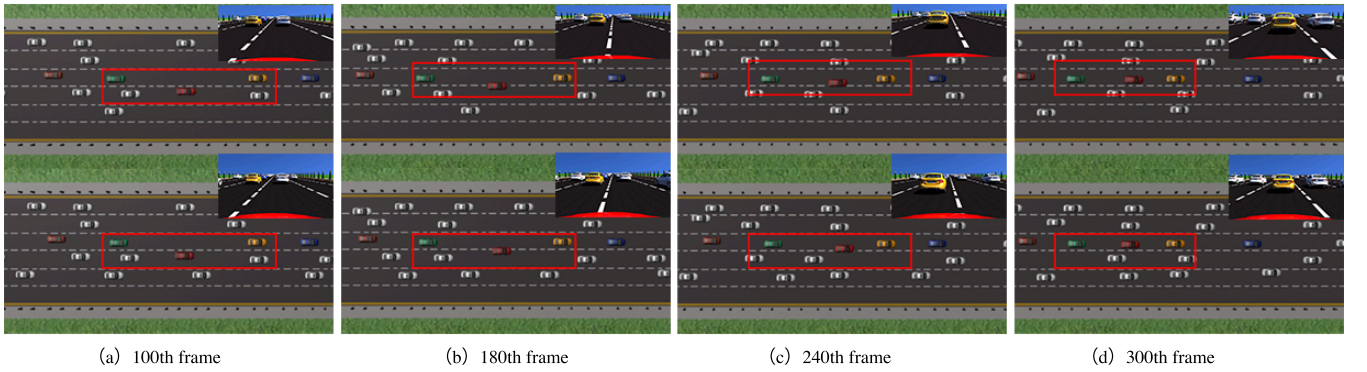 (a) 100th frame
(b) 180th frame
(c) 240th frame
(d) 300th frame